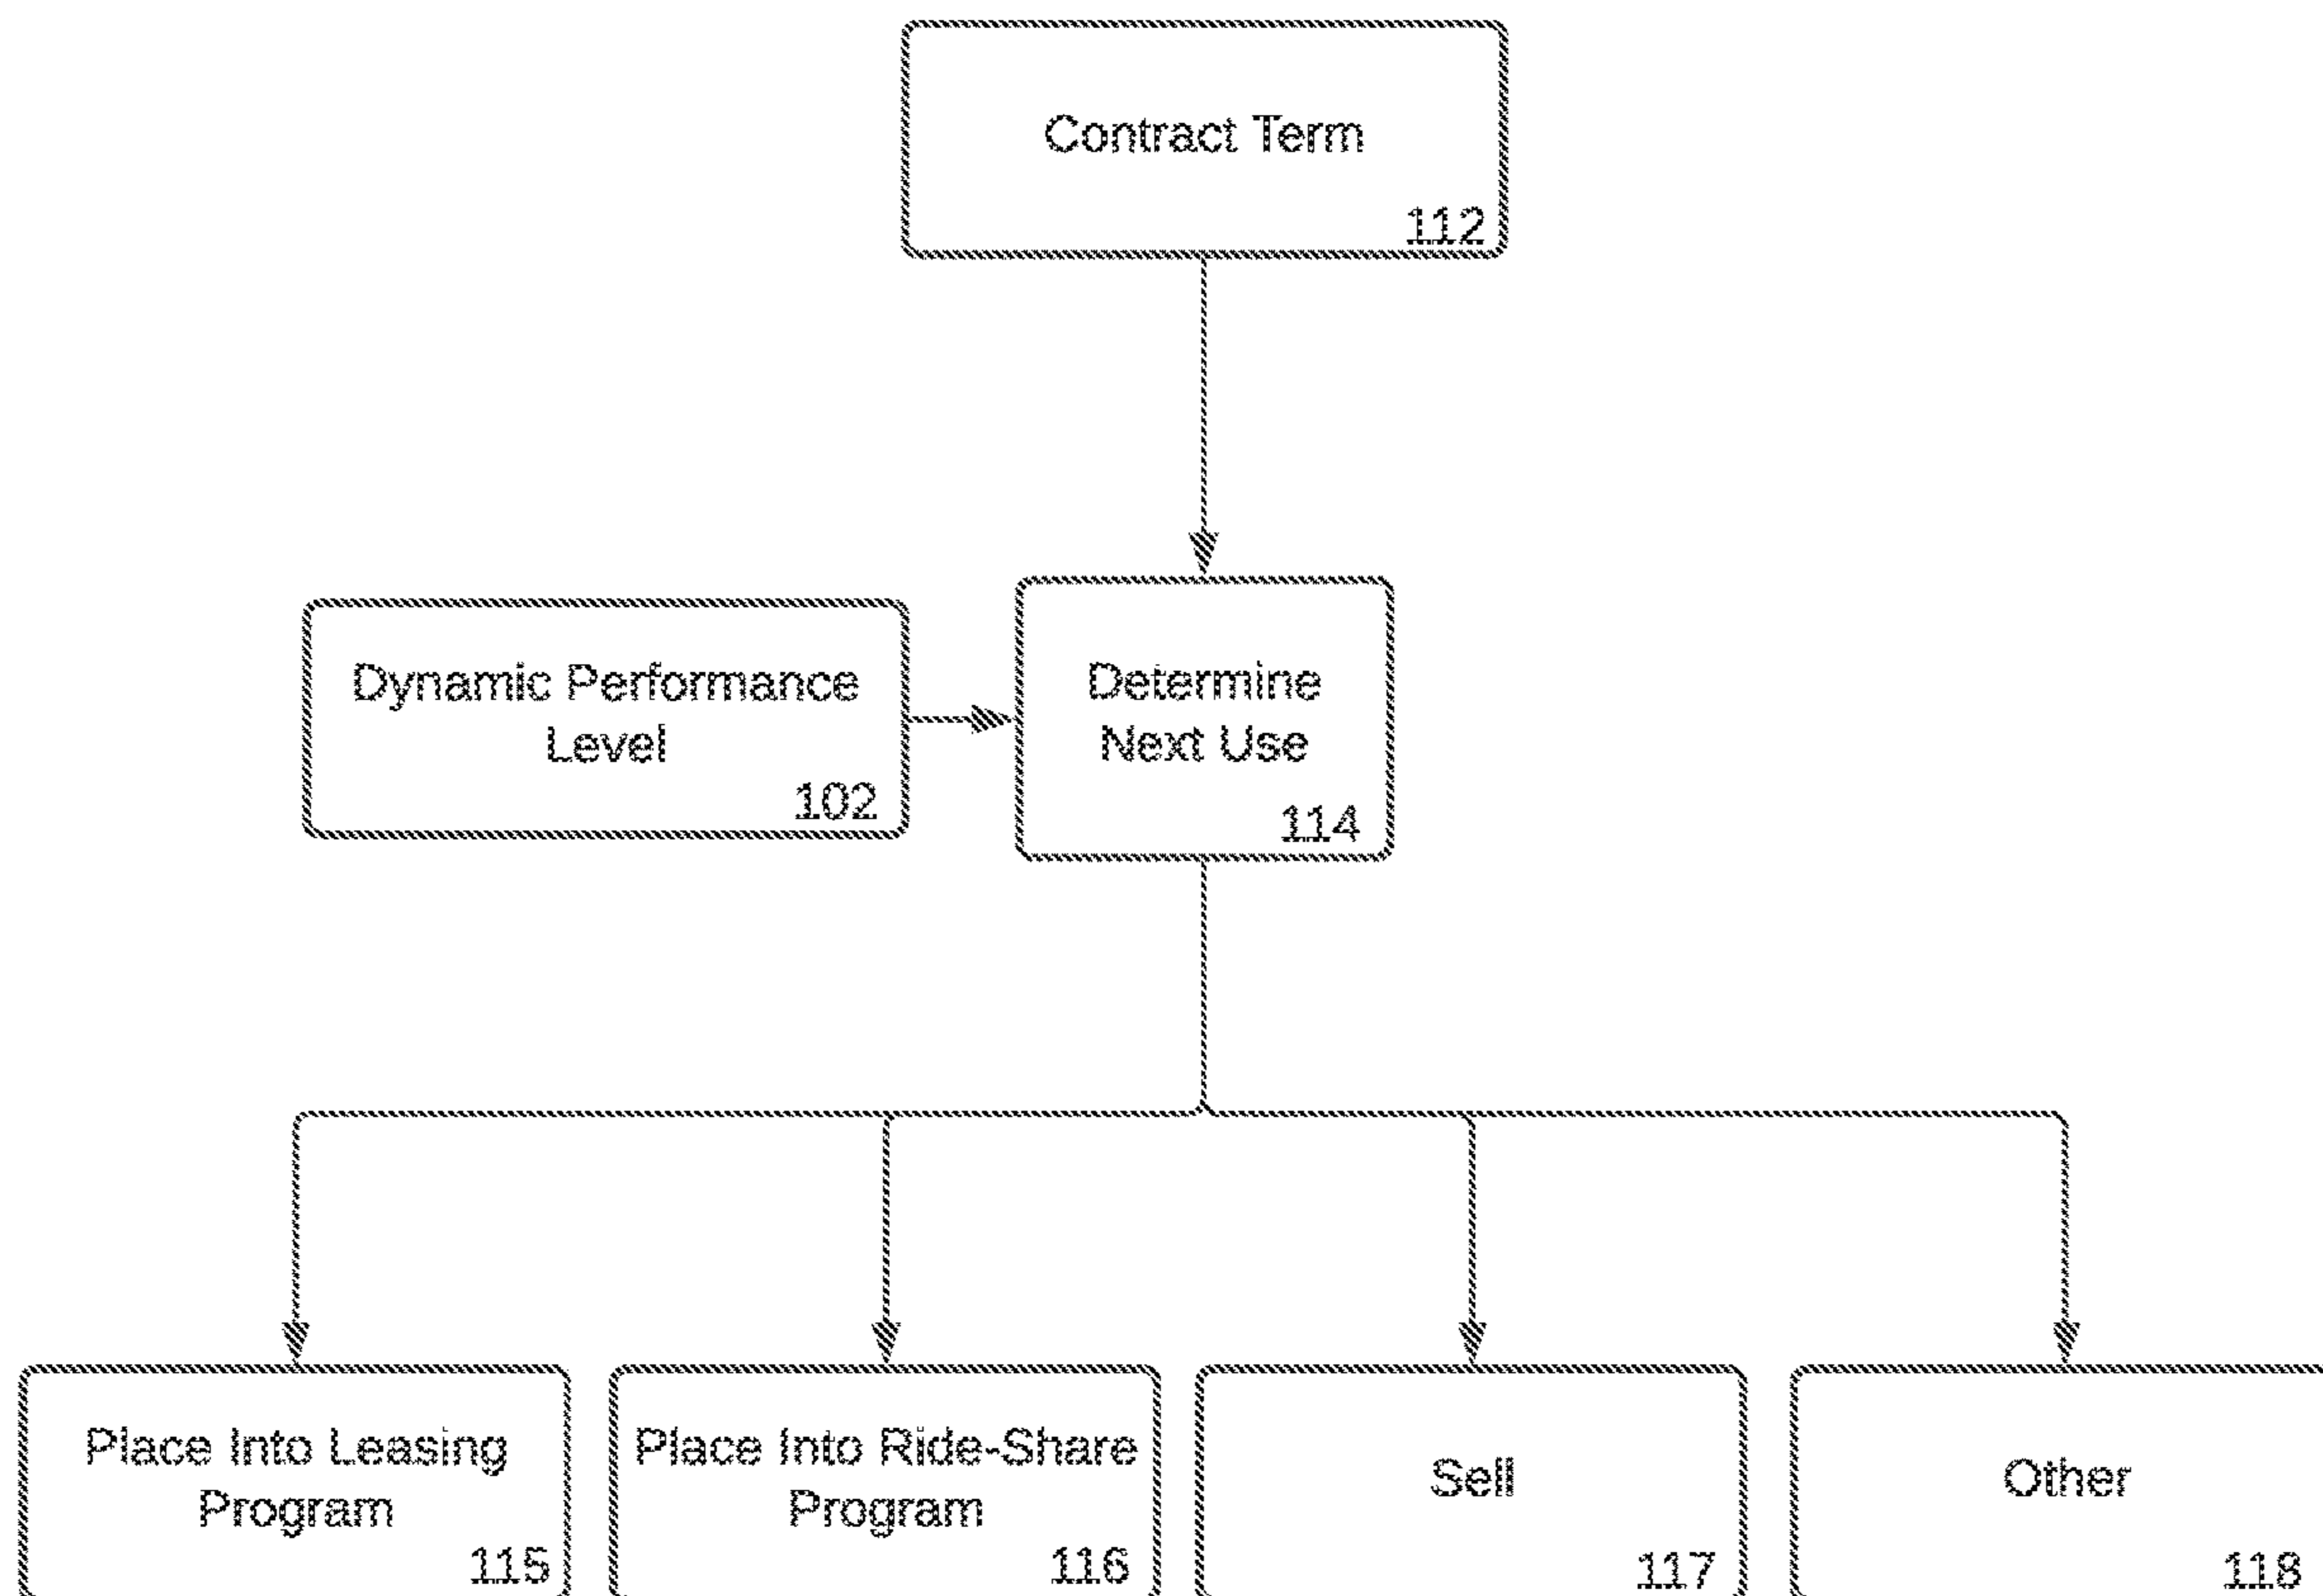 Contract Term
112
Dynamic Performance
Level
102
Determine
Next Use
114
Place Into Leasing
Program
115
Place Into Ride-Share
Program
116
Sell
117
Other
118